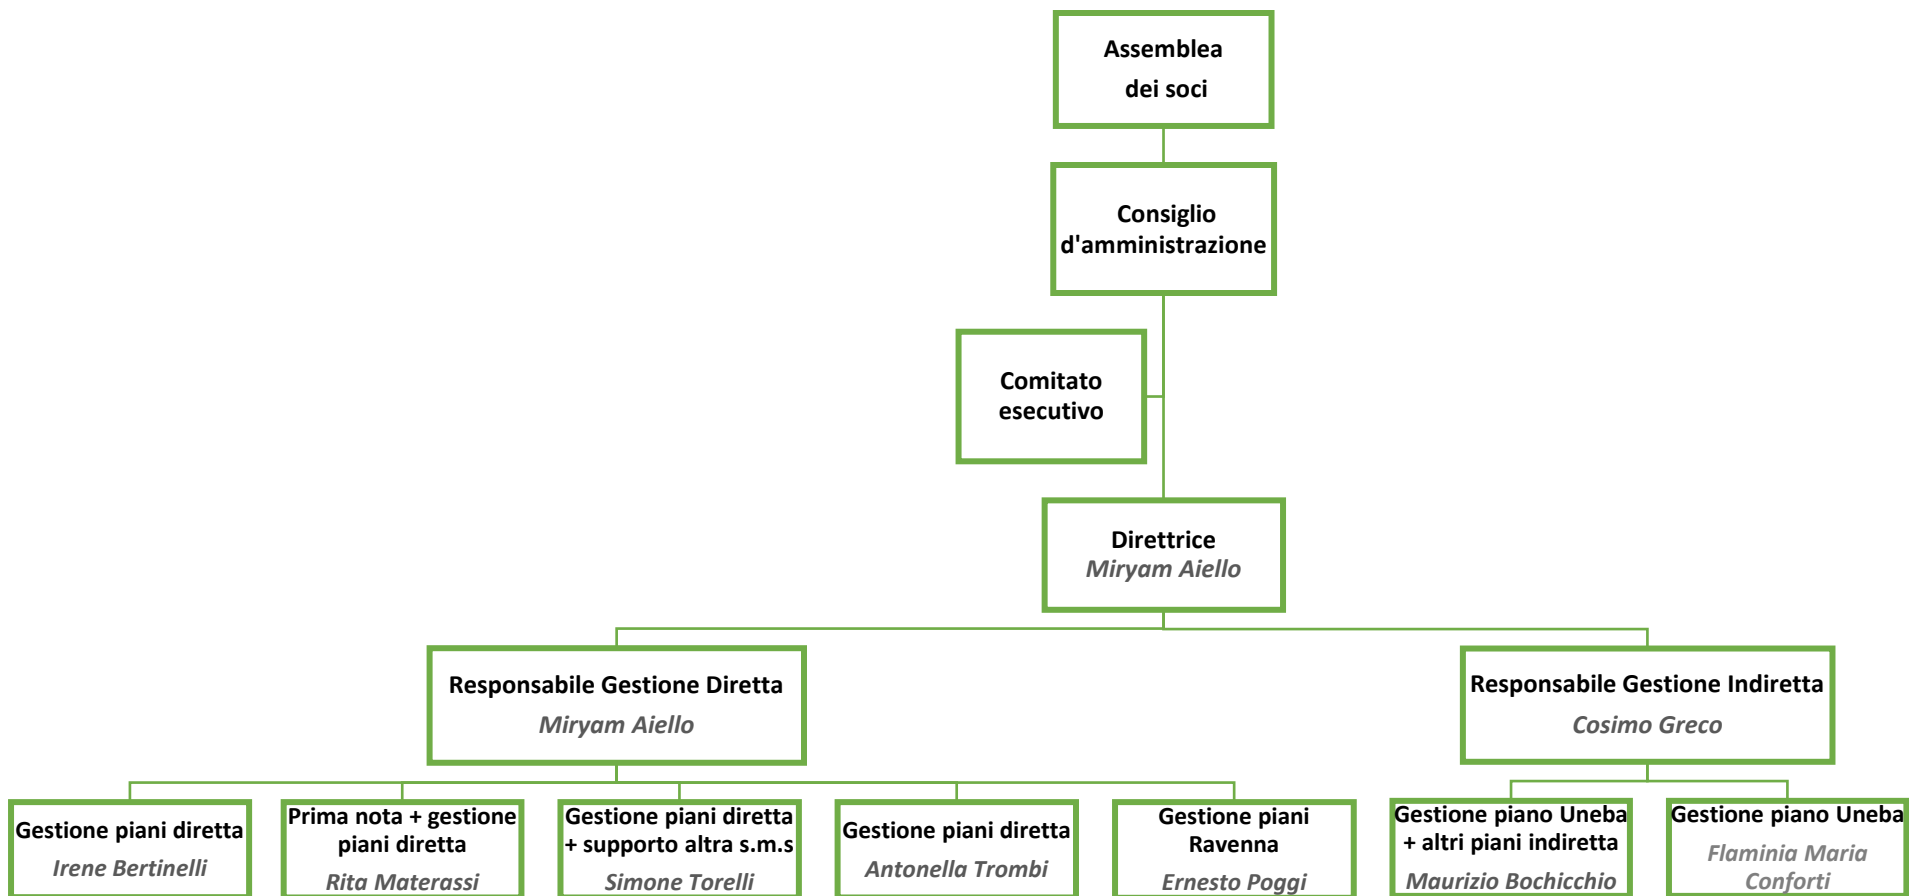 Assemblea
dei soci
Consiglio
d'amministrazione
Comitato
esecutivo
Direttrice
Miryam Aiello
Responsabile Gestione Diretta
Miryam Aiello
Responsabile Gestione Indiretta
Cosimo Greco
Gestione piani diretta
Irene Bertinelli
Prima nota + gestione
piani diretta
Rita Materassi
Gestione piani diretta
+ supporto altra s.m.s
Simone Torelli
Gestione piani diretta
Antonella Trombi
Gestione piani
Ravenna
Ernesto Poggi
Gestione piano Uneba
+ altri piani indiretta
Maurizio Bochicchio
Gestione piano Uneba
Flaminia Maria
Conforti